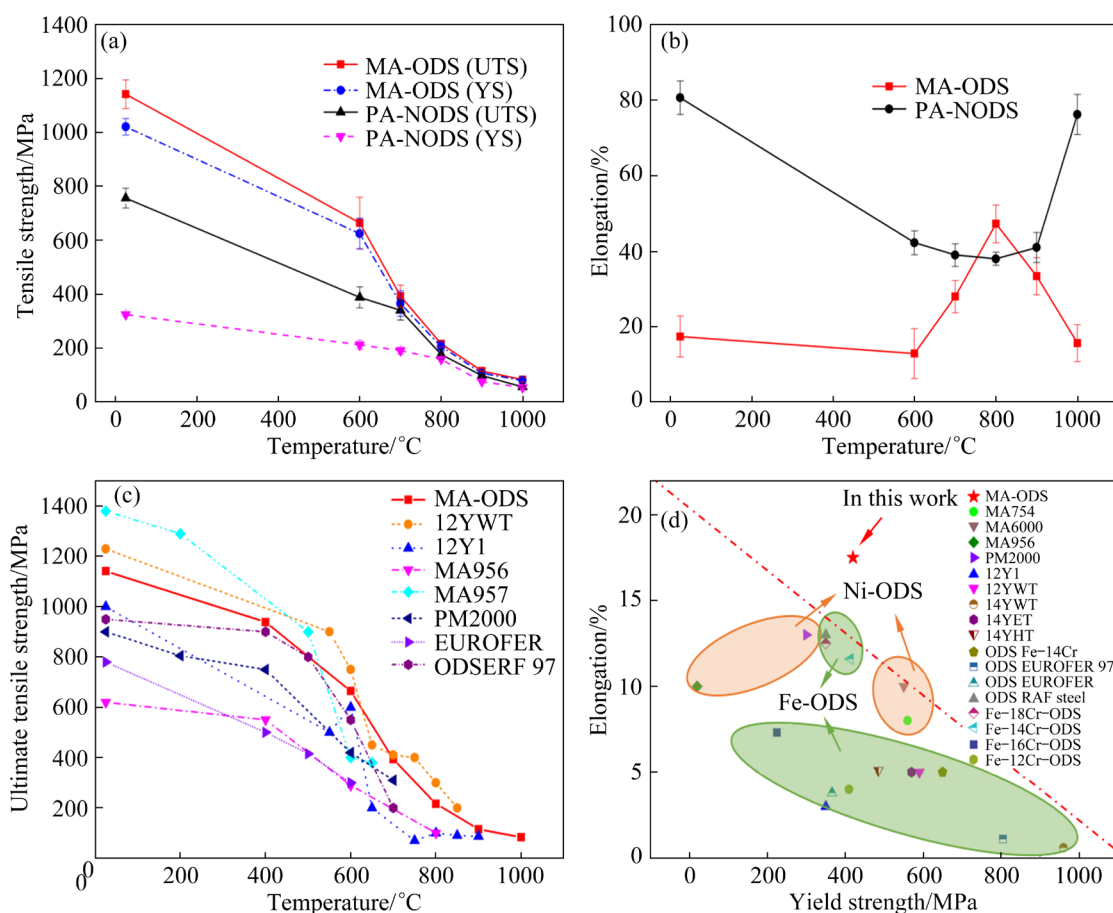 (a)
MA-ODS (UTS)
MA-ODS (YS)
PA-NODS (UTS)
PA-NODS (YS)
1400
1200
1000
800
600
400
200
0
Tensile strength/MPa
0
200
400
600
800
1000
Temperature/°C
(b)
MA-ODS
PA-NODS
100
80
60
40
20
0
Elongation/%
0
200
400
600
800
1000
Temperature/°C
(c)
MA-ODS
12YWT
12Y1
MA956
MA957
PM2000
EUROFER
ODSERF 97
1400
1200
1000
800
600
400
200
0
Ultimate tensile strength/MPa
0
200
400
600
800
1000
Temperature/°C
(d)
In this work
Ni-ODS
Fe-ODS
MA-ODS
MA754
MA6000
MA956
PM2000
12Y1
12YWT
14YWT
14YET
14YHT
ODS Fe-14Cr
ODS EUROFER 97
ODS EUROFER
ODS RAF steel
Fe-18Cr-ODS
Fe-14Cr-ODS
Fe-16Cr-ODS
Fe-12Cr-ODS
20
15
10
5
0
Elongation/%
0
200
400
600
800
1000
Yield strength/MPa